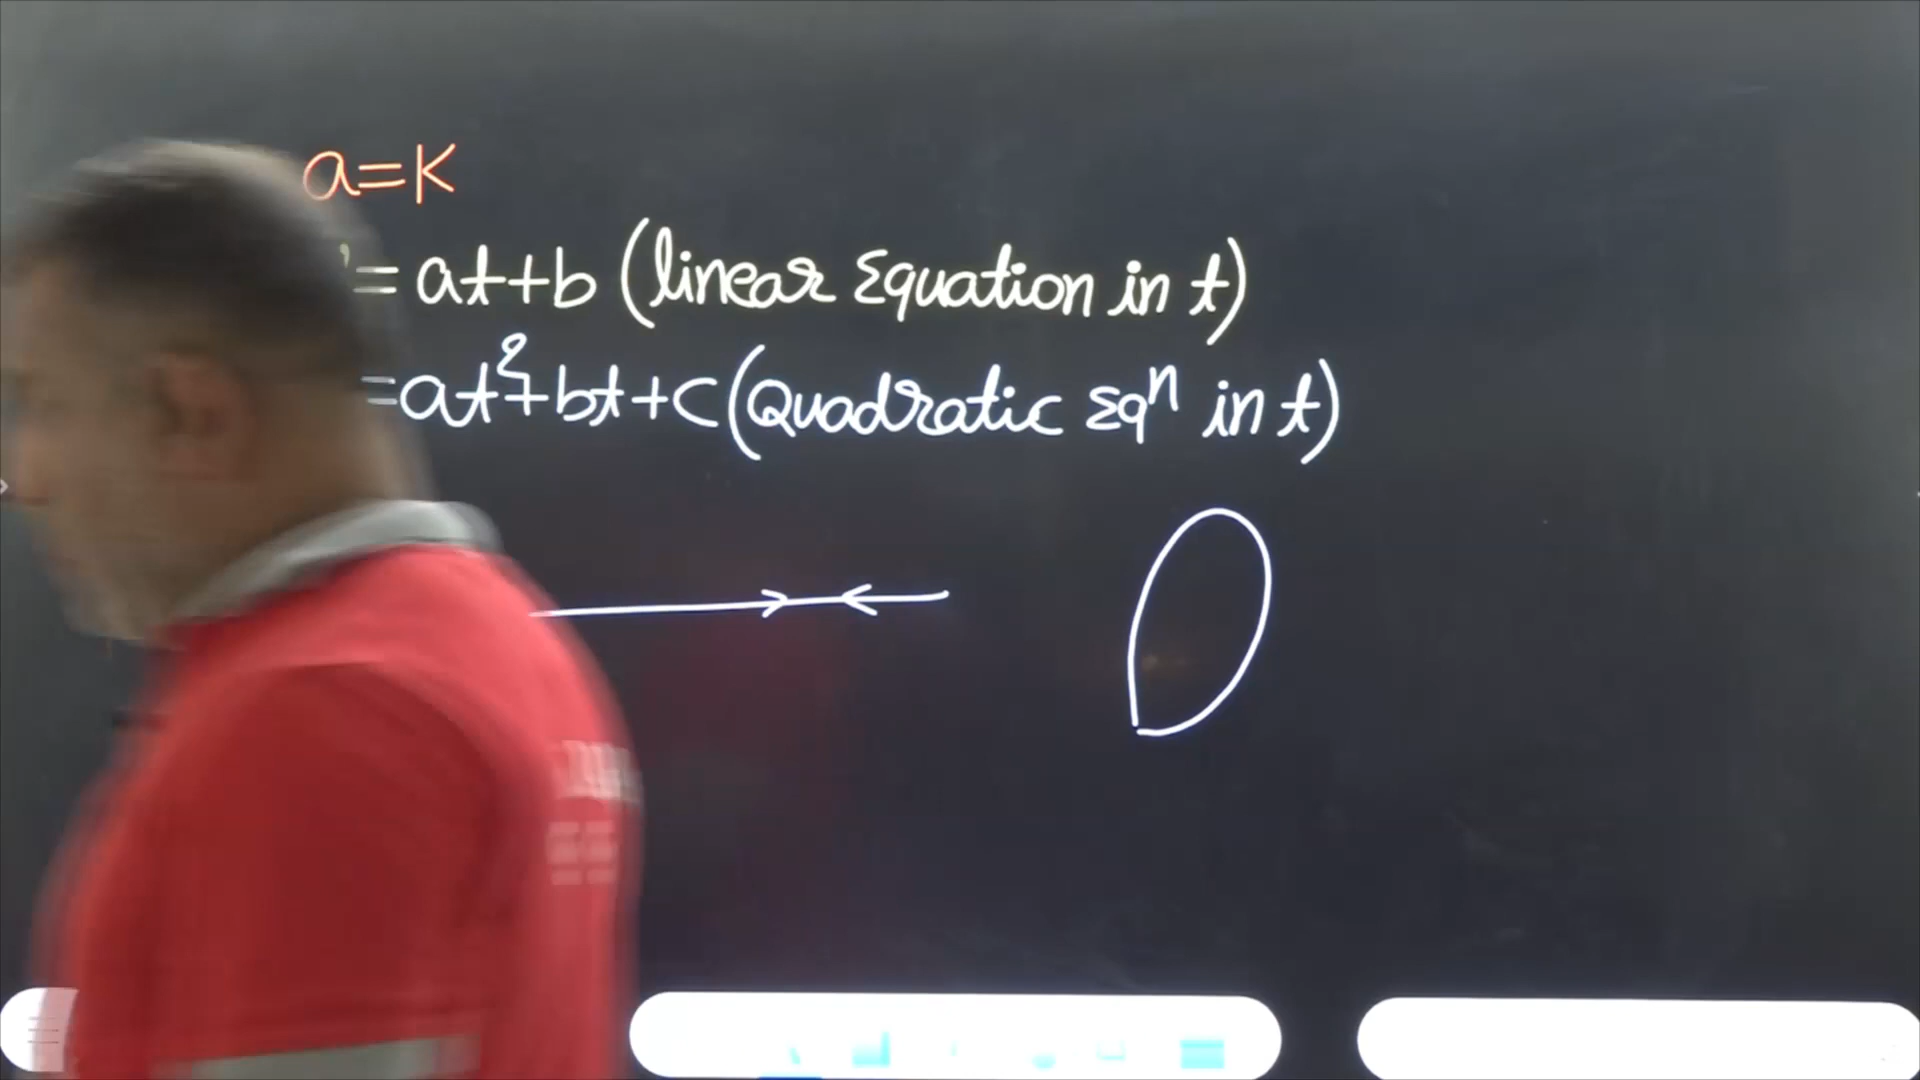 a=K
= at+b (linear Equation in t)
=at²+bt+c (Quadratic Eqⁿ in t)